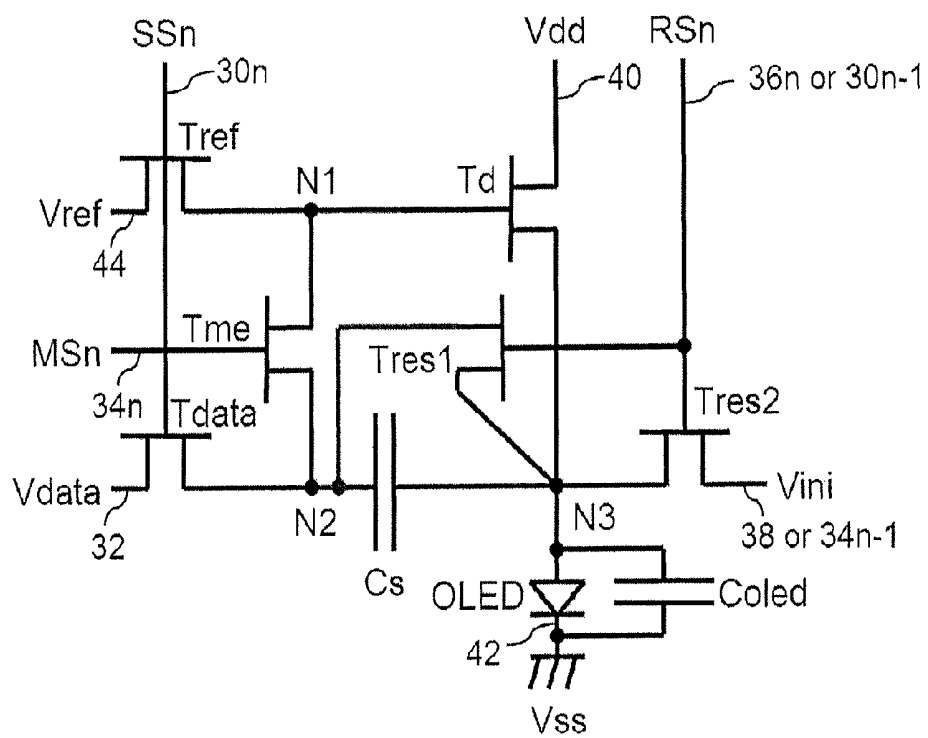 SSn
Vdd
RSn
30n
40
36n or 30n-1
Tref
N1
Td
Vref
44
Tme
MSn
Tres1
34n
Tdata
Tres2
Vdata
Vini
N2
N3
32
38 or 34n-1
Cs
OLED
Coled
42
Vss